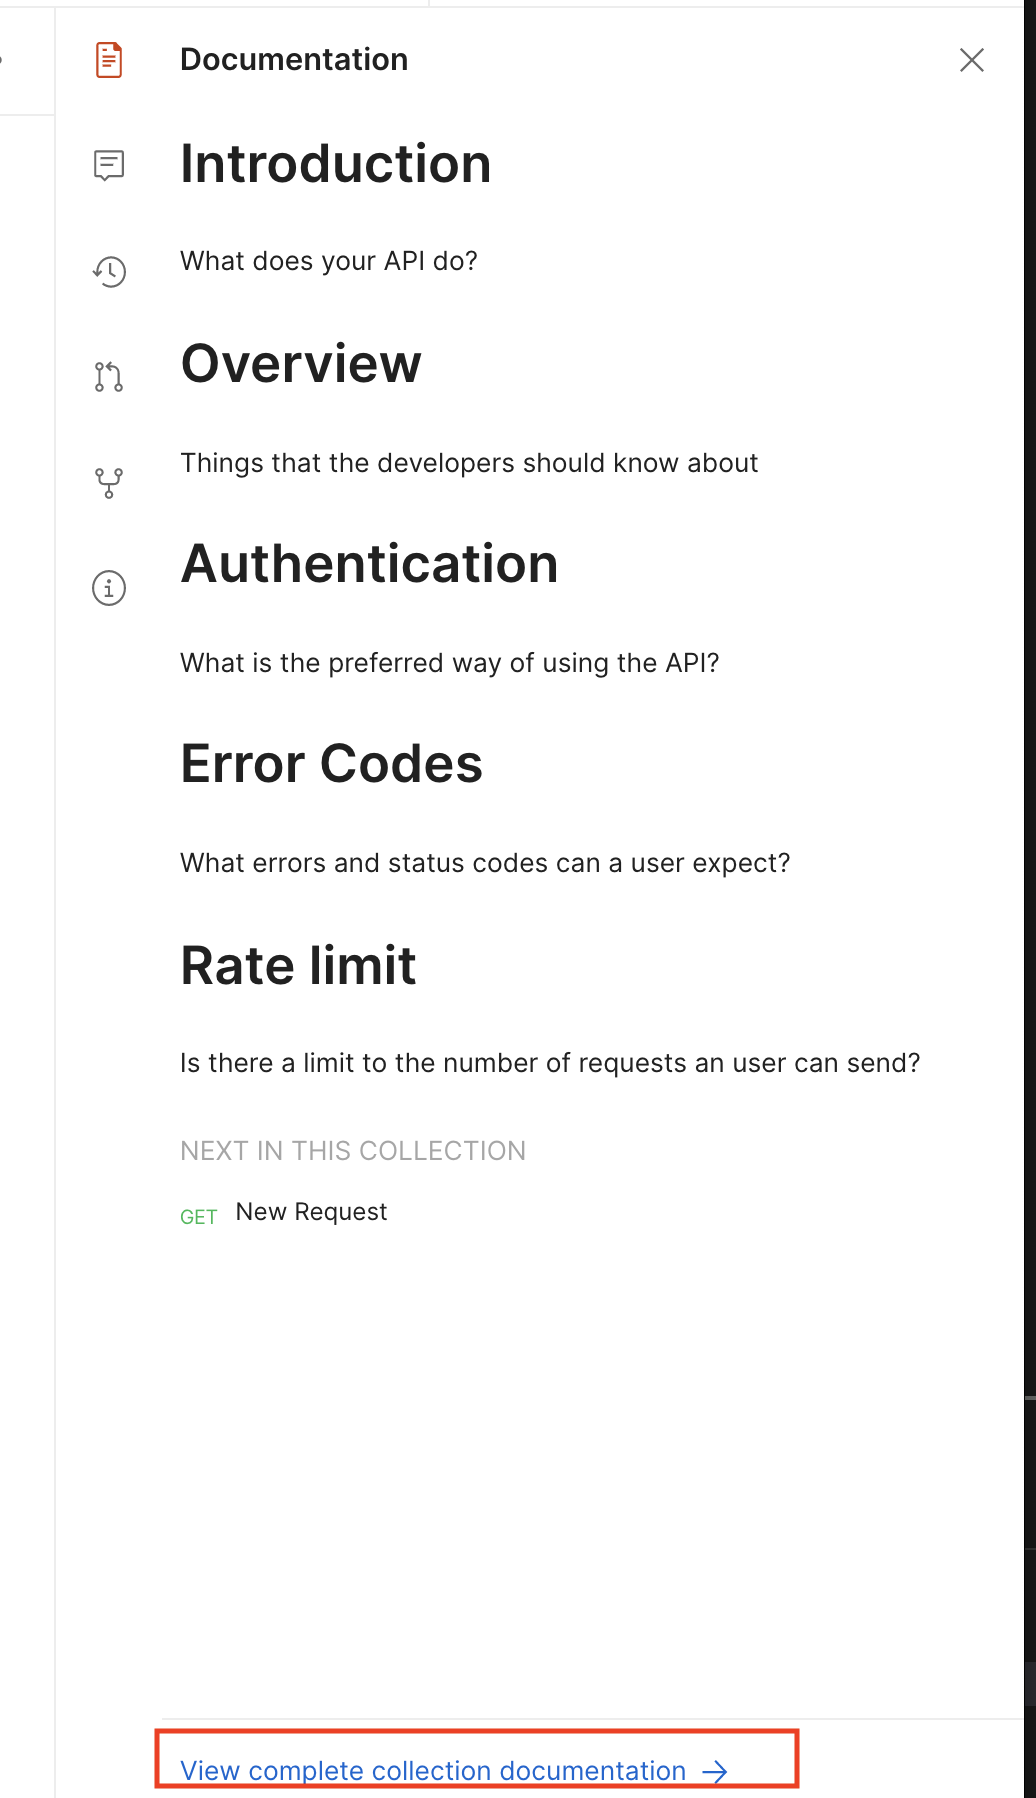 Documentation
Introduction
What does your API do?
Overview
Things that the developers should know about
Authentication
What is the preferred way of using the API?
Error Codes
What errors and status codes can a user expect?
Rate limit
Is there a limit to the number of requests an user can send?
NEXT IN THIS COLLECTION
GET New Request
View complete collection documentation →